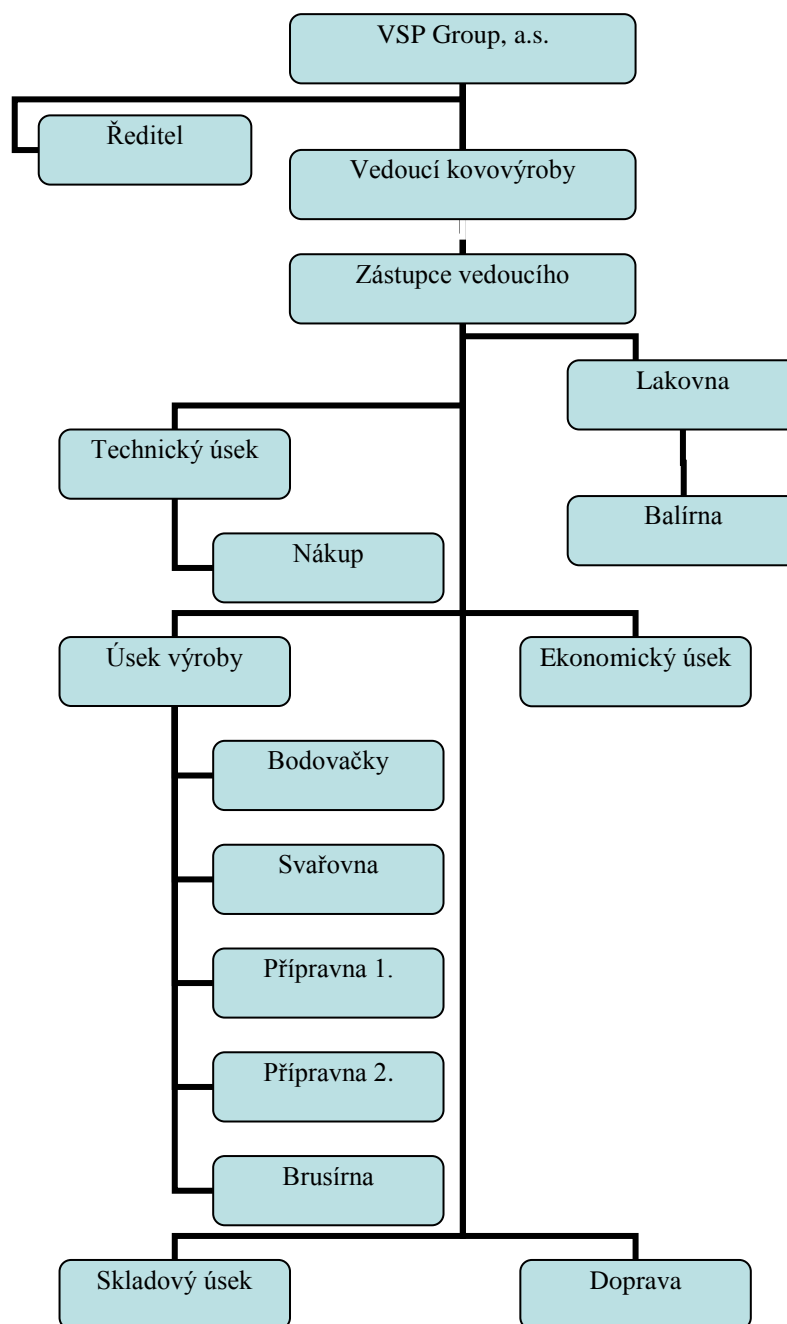 VSP Group, a.s.
Ředitel
Vedoucí kovovýroby
Zástupce vedoucího
Lakovna
Technický úsek
Balírna
Nákup
Úsek výroby
Ekonomický úsek
Bodovačky
Svařovna
Přípravna 1.
Přípravna 2.
Brusírna
Skladový úsek
Doprava